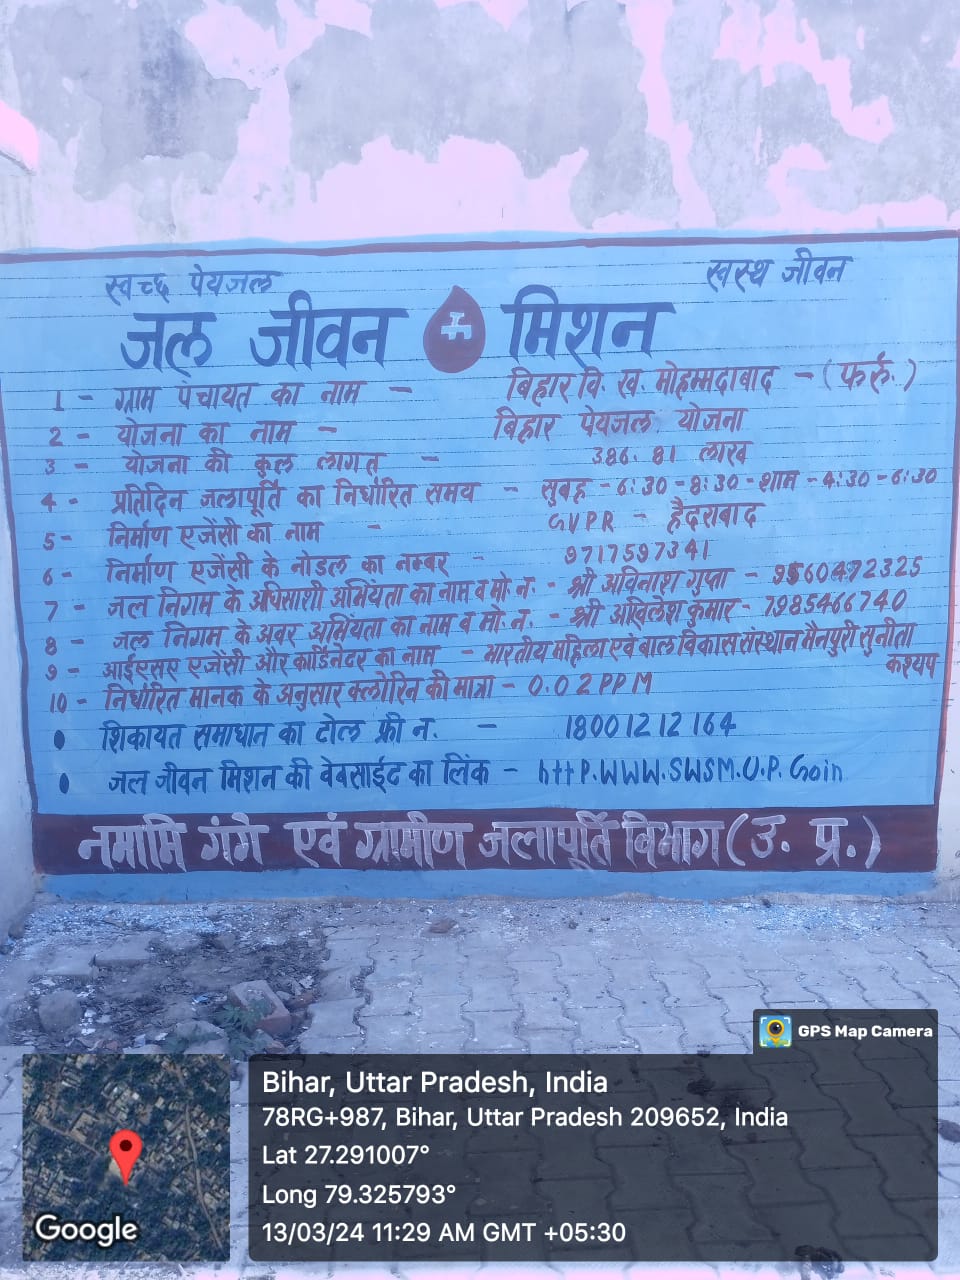 स्वच्छ पेयजल स्वस्थ जीवन
जल जीवन मिशन
1 - ग्राम पंचायत का नाम - बिहार वि. ख. मोहम्मदाबाद - (फर्रु.)
2 - योजना का नाम - बिहार पेयजल योजना
3 - योजना की कुल लागत - 386.81 लाख
4 - प्रतिदिन जलापूर्ति का निर्धारित समय - सुबह - 6:30 - 8:30 - शाम - 4:30 - 6:30
5 - निर्माण एजेंसी का नाम - GVPR - हैदराबाद
6 - निर्माण एजेंसी के नोडल का नम्बर - 9717597341
7 - जल निगम के अधिसाशी अभियंता का नाम व मो. न. - श्री अविनाश गुप्ता - 9560472325
8 - जल निगम के अवर अभियंता का नाम व मो. न. - श्री अखिलेश कुमार - 7985466740
9 - आईएसए एजेंसी और कार्डिनेटर का नाम - भारतीय महिला एवं बाल विकास संस्थान मैनपुरी सुनीता
कश्यप
10 - निर्धारित मानक के अनुसार क्लोरिन की मात्रा - 0.02 PPM
• शिकायत समाधान का टोल फ्री न. - 18001212164
• जल जीवन मिशन की वेबसाईट का लिंक - httP.WWW.SWSM.U.P.Goin
नमामि गंगे एवं ग्रामीण जलापूर्ति विभाग (उ. प्र.)
GPS Map Camera
Bihar, Uttar Pradesh, India
78RG+987, Bihar, Uttar Pradesh 209652, India
Lat 27.291007°
Long 79.325793°
13/03/24 11:29 AM GMT +05:30
Google